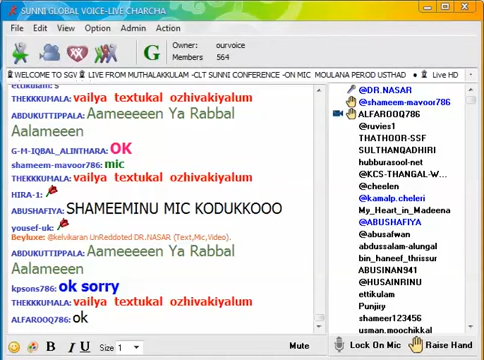 SUNNI GLOBAL VOICE-LIVE CHARCHA
File Edit View Option Admin Action
G
Owner: ourvoice
Members 564
WELCOME TO SGV ● LIVE FROM MUTHALAKKULAM -CLT SUNNI CONFERENCE -ON MIC MOULANA PEROD USTHAD ● Live HD
ettikulam: s
THEKKKUMALA: vailya textukal ozhivakiyalum
ABDUKUTTIPPALA: Aameeeeen Ya Rabbal
Aalameeen
G-M-IQBAL_ALINTHARA: OK
shameem-mavoor786: mic
THEKKKUMALA: vailya textukal ozhivakiyalum
HIRA-1:
ABUSHAFIYA: SHAMEEMINU MIC KODUKKOOO
yousef-uk:
Beyluxe: @kelvikaran UnReddoted DR.NASAR (Text,Mic,Video).
ABDUKUTTIPPALA: Aameeeeen Ya Rabbal
Aalameeen
kpsons786: ok sorry
THEKKKUMALA: vailya textukal ozhivakiyalum
ALFAROOQ786: ok
@DR.NASAR
@shameem-mavoor786
ALFAROOQ786
@ruvies1
THATHOOR-SSF
SULTHANQADHIRI
hubburasool-net
@KCS-THANGAL-W...
@cheelen
@kamalp.cheleri
My_Heart_in_Madeena
@ABUSHAFIYA
@abusafwan
abdussalam-alungal
bin_haneef_thrissur
ABUSINAN941
@HUSAINRINU
ettikulam
Punjiry
shameer123456
usman.moochikkal
B I U Size 1 Mute
Lock On Mic Raise Hand